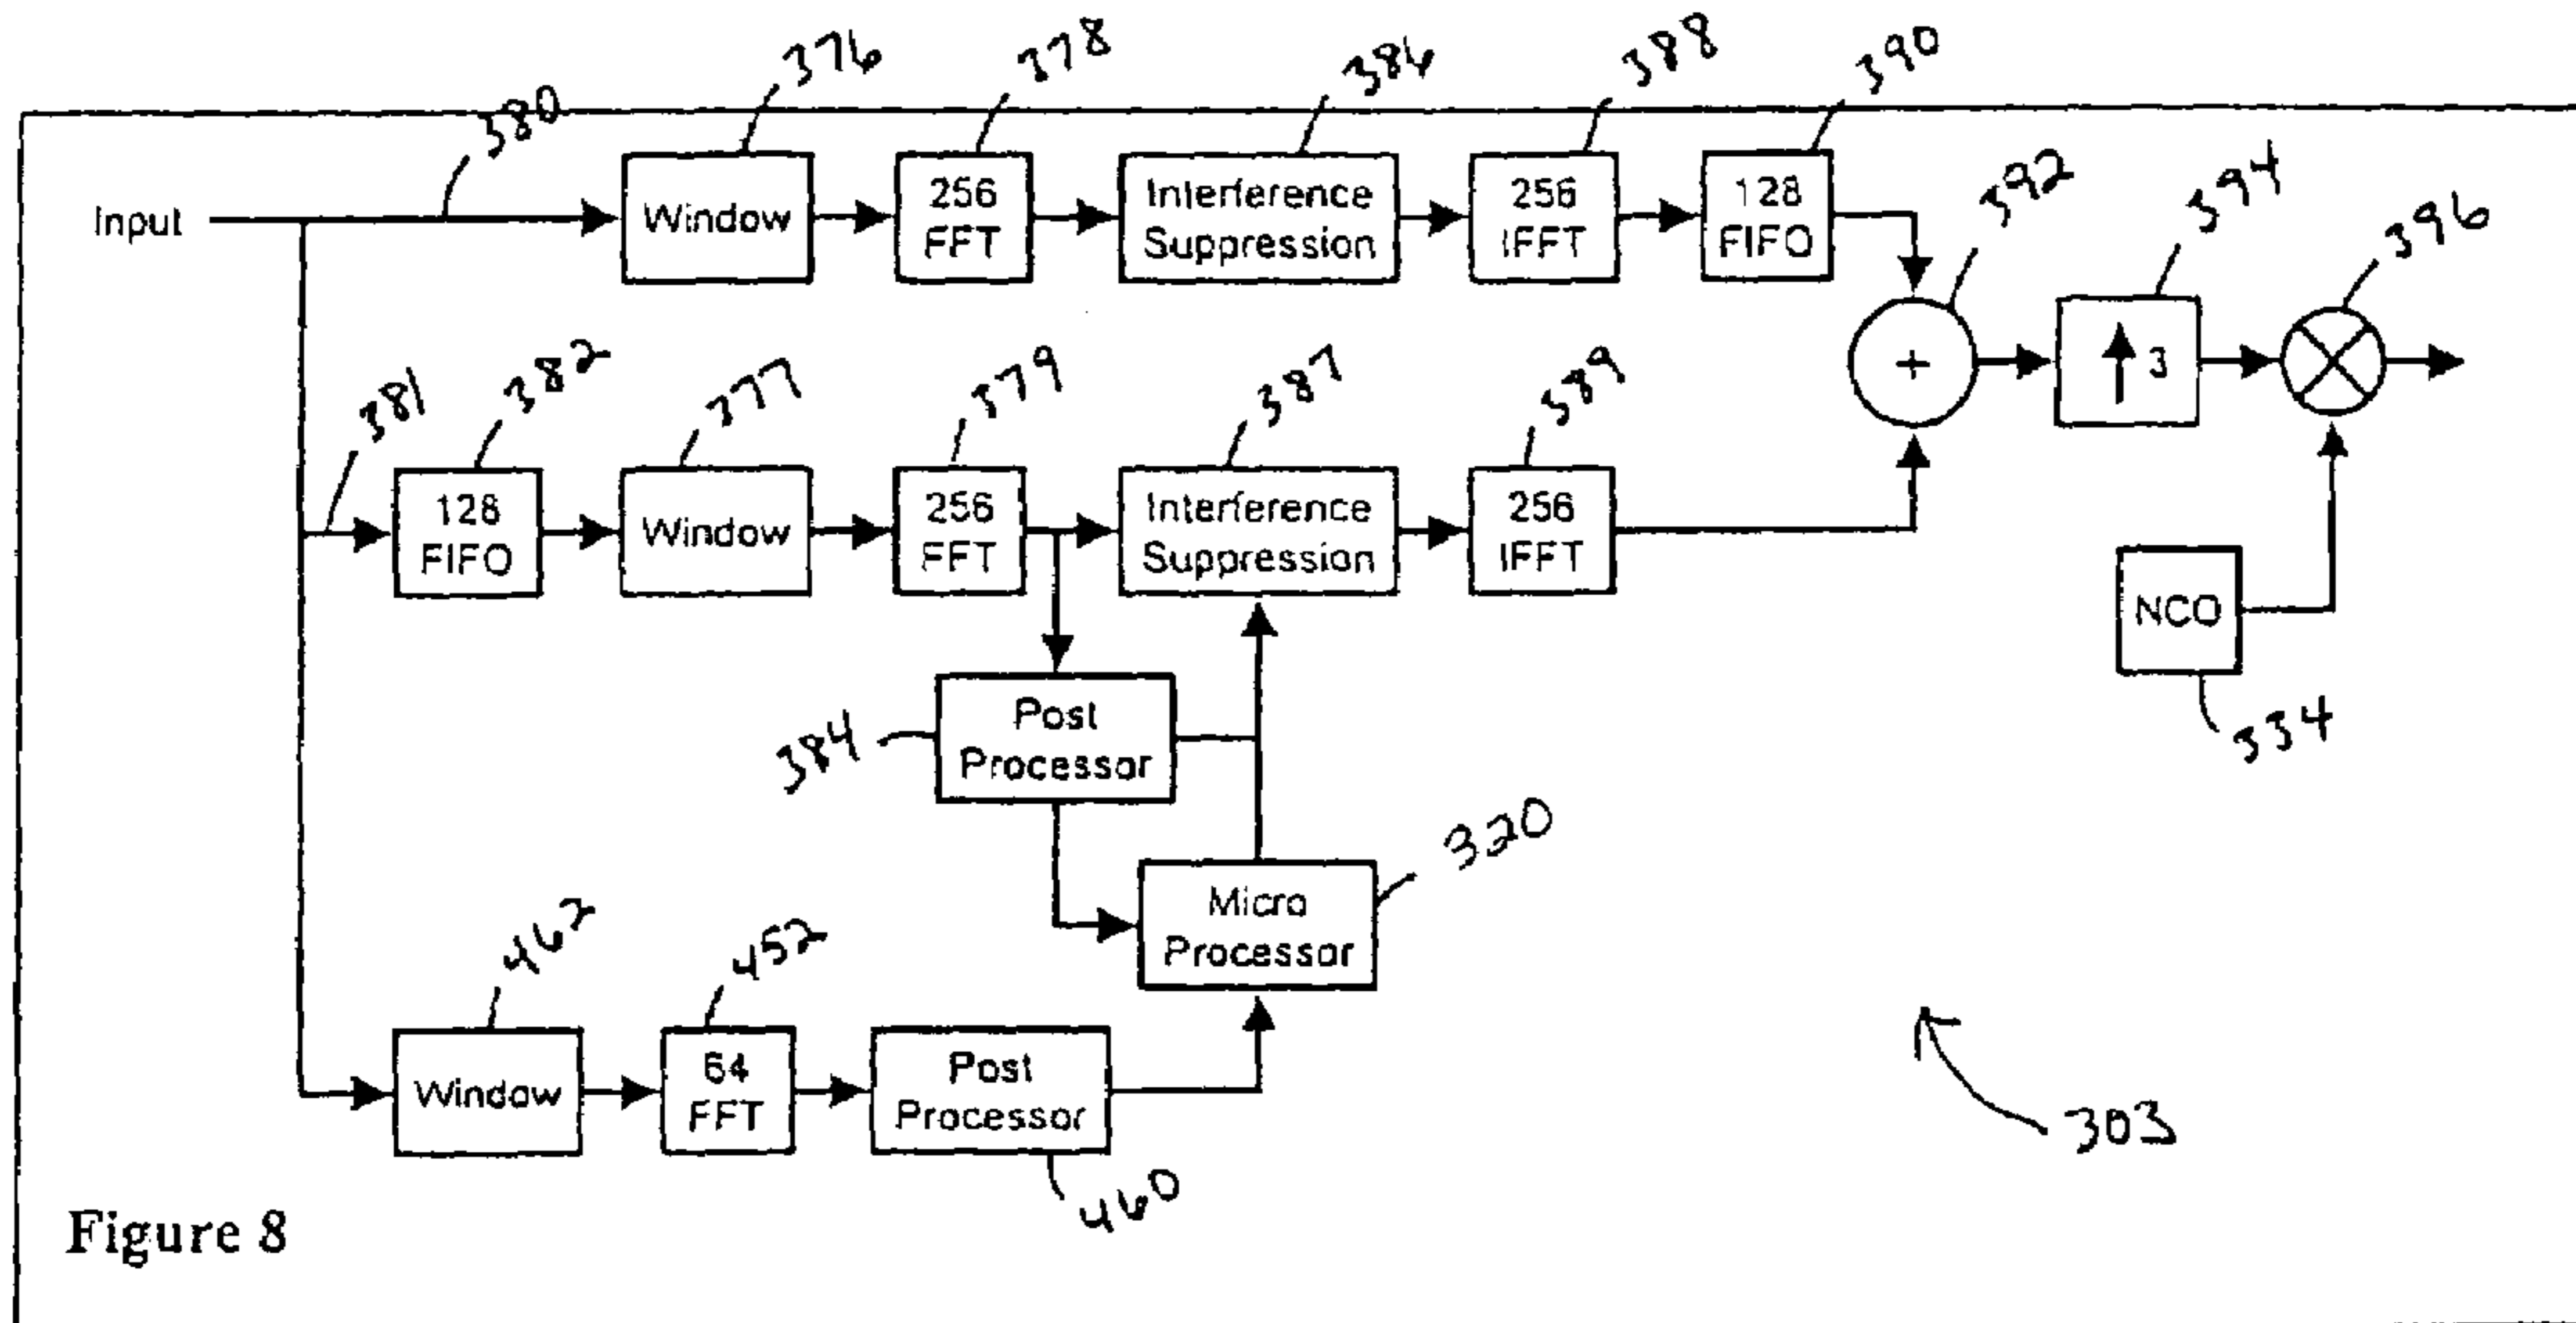 376
378
386
388
390
380
Input
Window
256
FFT
Interference
Suppression
256
IFFT
128
FIFO
392
394
396
+
3
381
382
377
379
387
389
128
FIFO
Window
256
FFT
Interference
Suppression
256
IFFT
NCO
334
384
Post
Processor
320
Micro
Processor
462
452
Window
64
FFT
Post
Processor
460
303
Figure 8